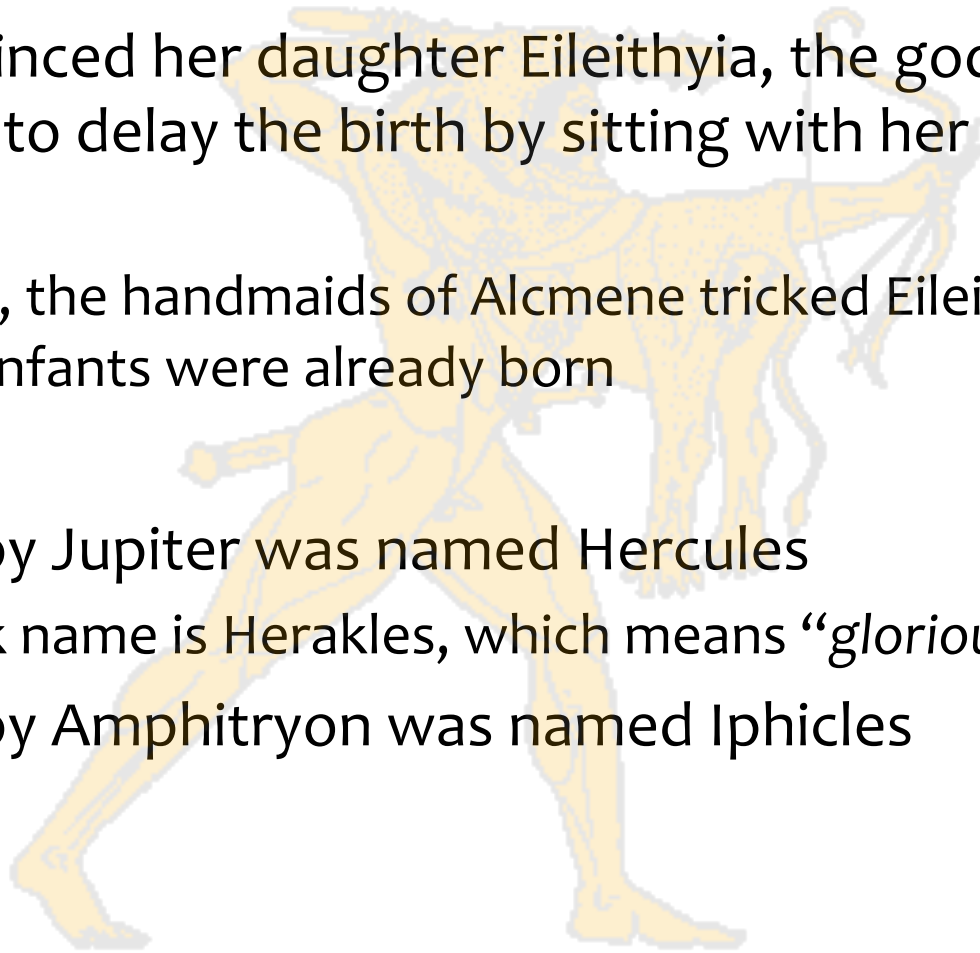 inced her daughter Eileithyia, the god
to delay the birth by sitting with her
, the handmaids of Alcmene tricked Eilei
nfants were already born
by Jupiter was named Hercules
k name is Herakles, which means “gloriou
by Amphitryon was named Iphicles